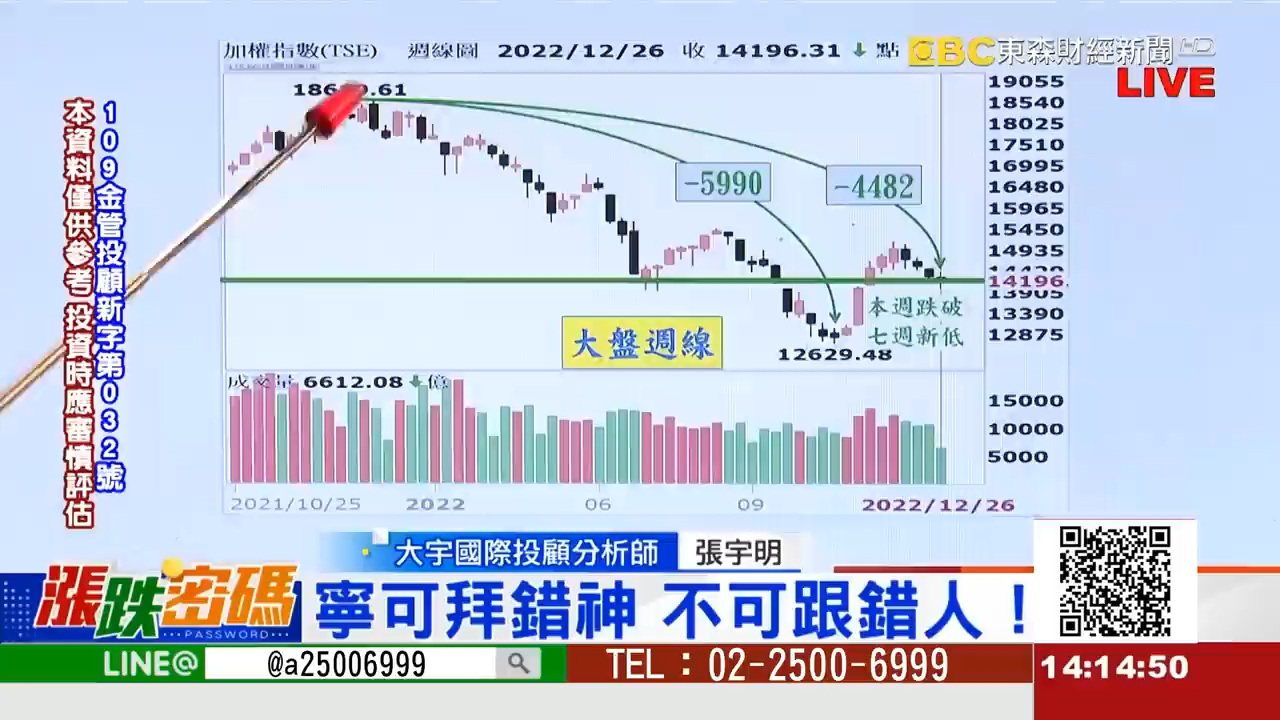 加權指數(TSE) 週線圖 2022/12/26 收 14196.31 ↓ 點
EBC 東森財經新聞 HD
LIVE
19055
18540
18025
17510
16995
16480
15965
15450
14935
14196.
13905
13390
12875
-5990
-4482
本週跌破
七週新低
大盤週線
12629.48
成交量 6612.08 ↓ 億
15000
10000
5000
2021/10/25 2022 06 09 2022/12/26
109金管投顧新字第032號
本資料僅供參考 投資時應審慎評估
大宇國際投顧分析師 張宇明
漲跌密碼
PASSWORD
寧可拜錯神 不可跟錯人！
LINE@ @a25006999 TEL：02-2500-6999
14:14:50